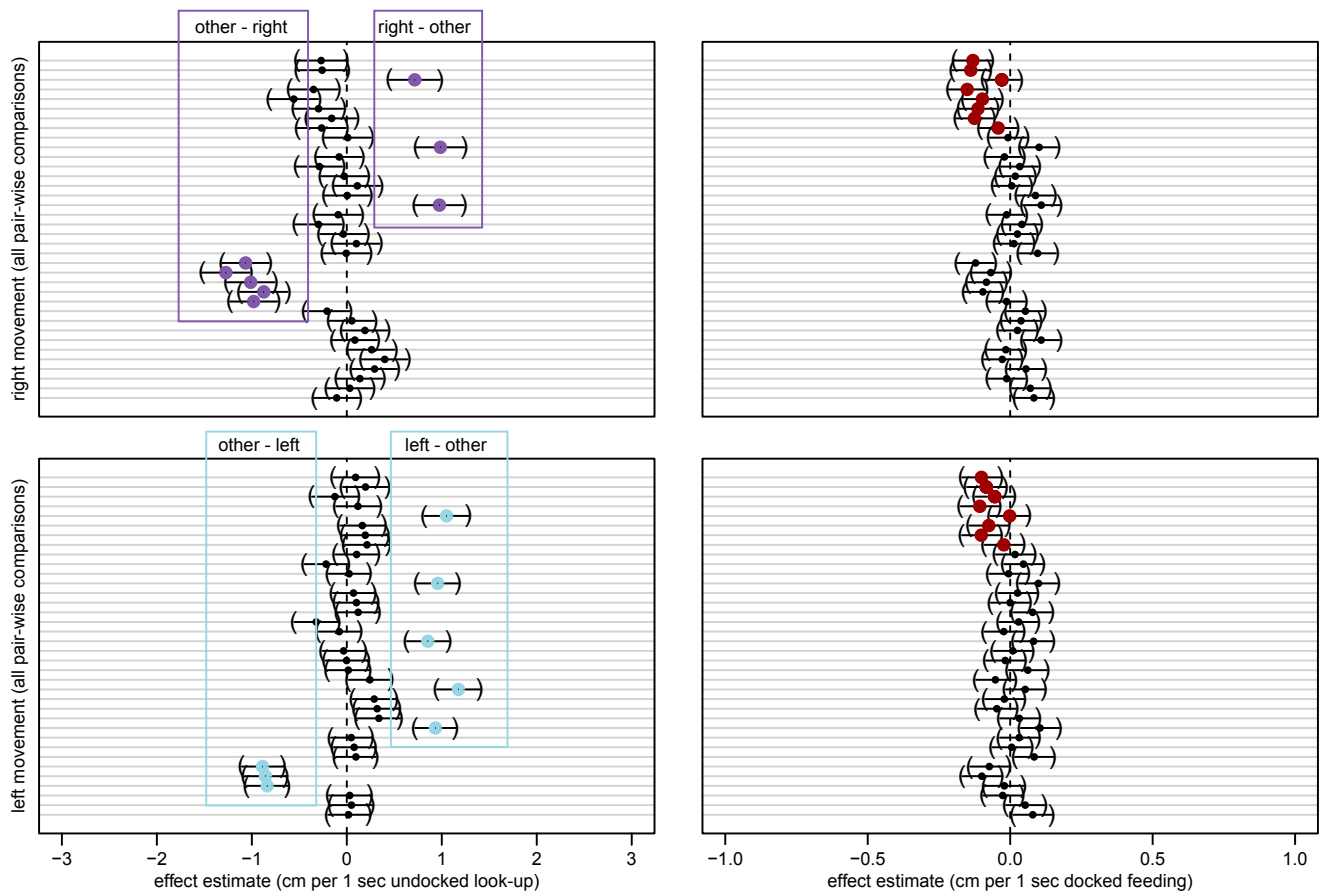 other - right
right - other
right movement (all pair-wise comparisons)
other - left
left - other
left movement (all pair-wise comparisons)
−3 −2 −1 0 1 2 3
effect estimate (cm per 1 sec undocked look-up)
−1.0 −0.5 0.0 0.5 1.0
effect estimate (cm per 1 sec docked feeding)